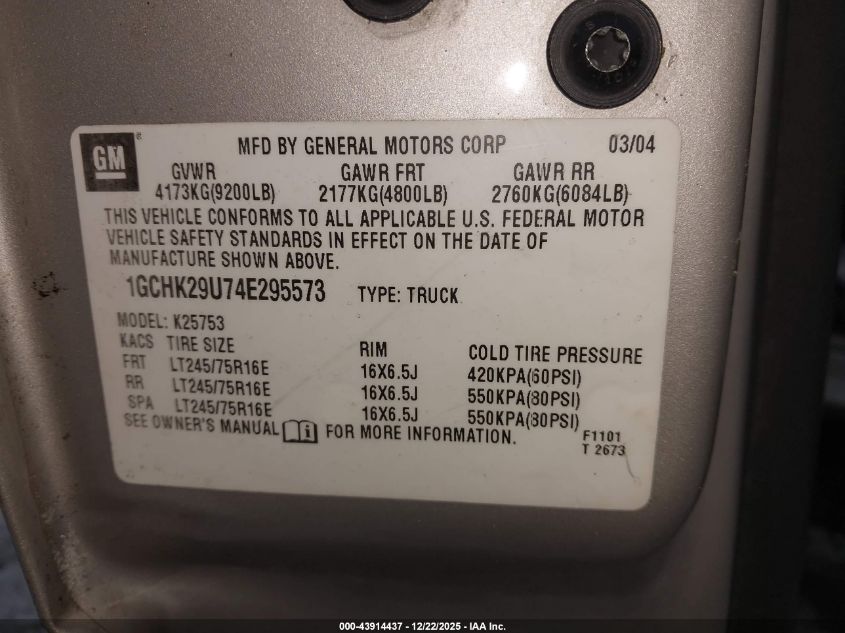 GM ®
MFD BY GENERAL MOTORS CORP 03/04
GVWR GAWR FRT GAWR RR
4173KG(9200LB) 2177KG(4800LB) 2760KG(6084LB)
THIS VEHICLE CONFORMS TO ALL APPLICABLE U.S. FEDERAL MOTOR
VEHICLE SAFETY STANDARDS IN EFFECT ON THE DATE OF
MANUFACTURE SHOWN ABOVE.
1GCHK29U74E295573 TYPE: TRUCK
MODEL: K25753
KACS TIRE SIZE RIM COLD TIRE PRESSURE
FRT LT245/75R16E 16X6.5J 420KPA(60PSI)
RR LT245/75R16E 16X6.5J 550KPA(80PSI)
SPA LT245/75R16E 16X6.5J 550KPA(80PSI)
SEE OWNER'S MANUAL i FOR MORE INFORMATION.
F1101
T 2673
000-43914437 - 12/22/2025 - IAA Inc.